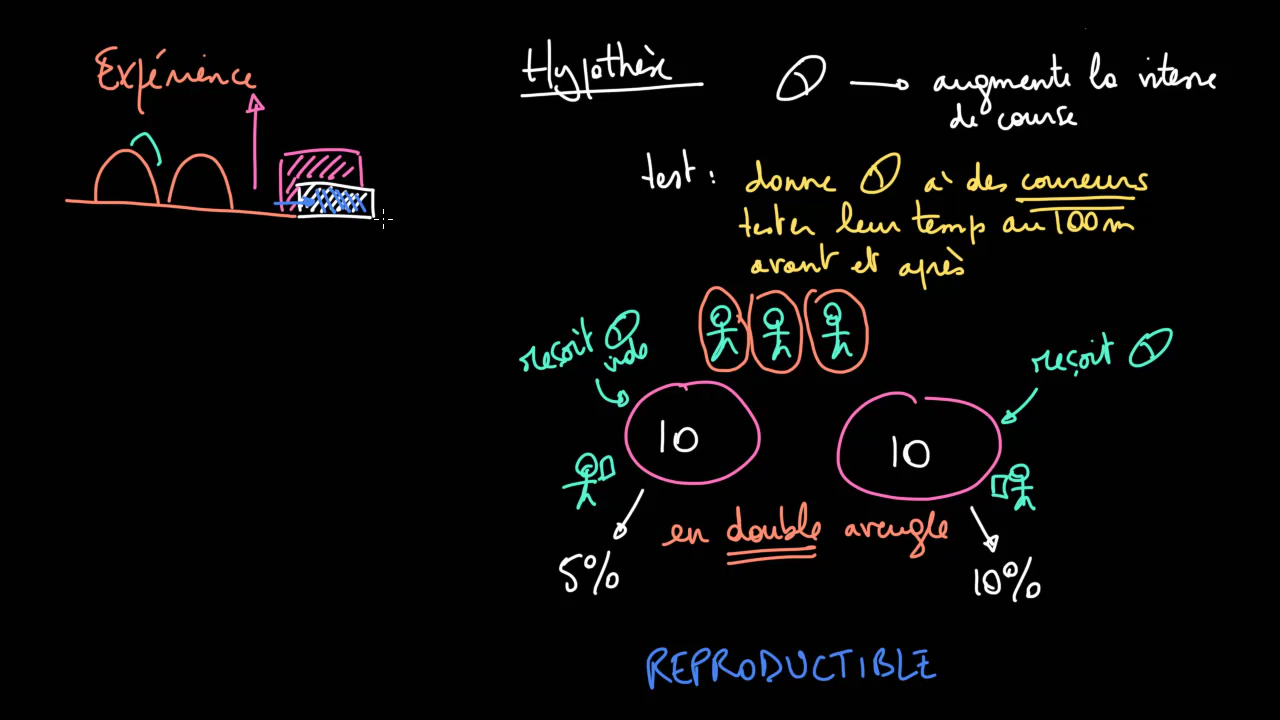 Expérience
Hypothèse
augmente la vitesse
de course
test : donne à des coureurs
tester leur temp au 100m
avant et après
reçoit
vide
reçoit
10
10
en double aveugle
5%
10%
REPRODUCTIBLE